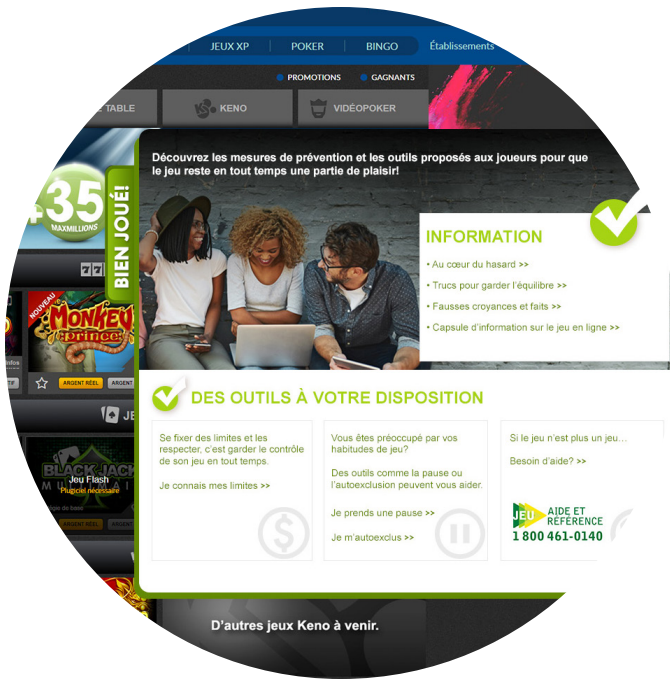 JEUX XP
POKER
BINGO
Établissements
PROMOTIONS
GAGNANTS
TABLE
KENO
VIDÉOPOKER
Découvrez les mesures de prévention et les outils proposés aux joueurs pour que
le jeu reste en tout temps une partie de plaisir!
35
MAXMILLIONS
BIEN JOUÉ!
INFORMATION
• Au cœur du hasard >>
• Trucs pour garder l'équilibre >>
• Fausses croyances et faits >>
• Capsule d'information sur le jeu en ligne >>
NOUVEAU
MONKEY
prince
ARGENT RÉEL
ARGENT
DES OUTILS À VOTRE DISPOSITION
Se fixer des limites et les
respecter, c'est garder le contrôle
de son jeu en tout temps.
Je connais mes limites >>
Vous êtes préoccupé par vos
habitudes de jeu?
Des outils comme la pause ou
l'autoexclusion peuvent vous aider.
Je prends une pause >>
Je m'autoexclus >>
Si le jeu n'est plus un jeu…
Besoin d'aide? >>
JEU AIDE ET
RÉFÉRENCE
1 800 461-0140
JE
BLACK JACK
Jeu Flash
Plugiciel nécessaire
ARGENT RÉEL
ARGENT
D'autres jeux Keno à venir.